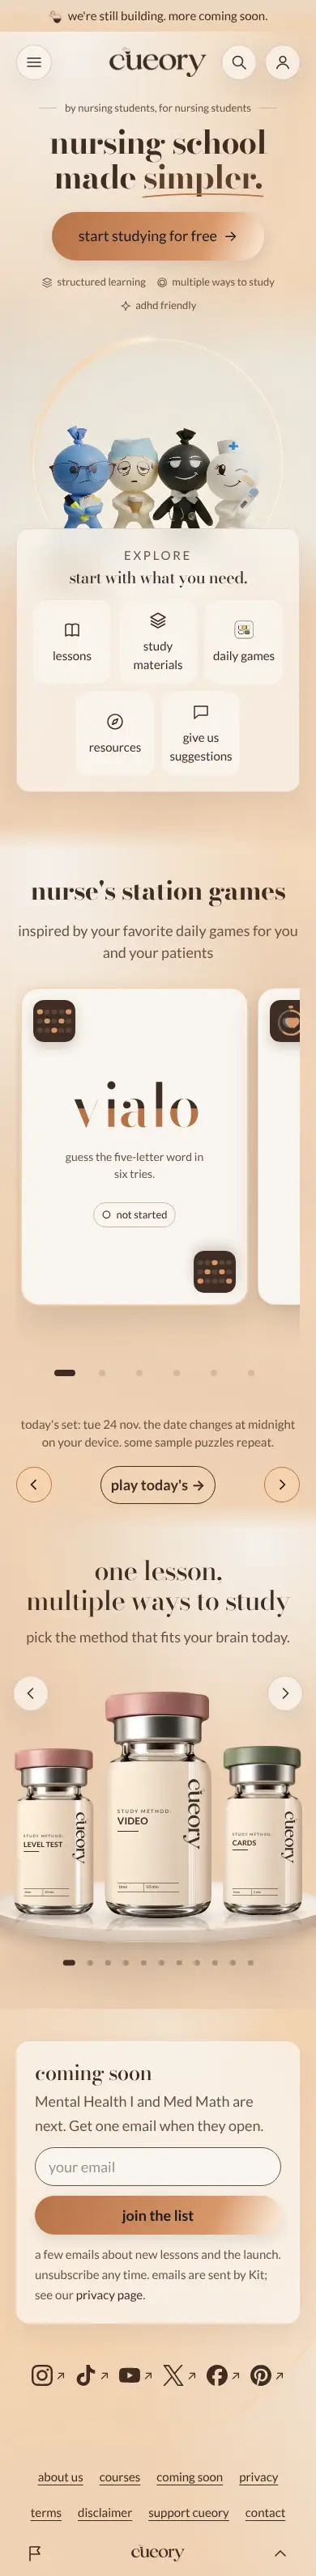 we're still building. more coming soon.
cueory
by nursing students, for nursing students
nursing school
made simpler.
start studying for free →
structured learning multiple ways to study
adhd friendly
EXPLORE
start with what you need.
lessons
study
materials
daily games
resources
give us
suggestions
nurse's station games
inspired by your favorite daily games for you
and your patients
vialo
guess the five-letter word in
six tries.
not started
today's set: tue 24 nov. the date changes at midnight
on your device. some sample puzzles repeat.
play today's →
one lesson,
multiple ways to study
pick the method that fits your brain today.
STUDY METHOD:
LEVEL TEST
cueory
STUDY METHOD:
VIDEO
cueory
STUDY METHOD:
CARDS
cueory
coming soon
Mental Health I and Med Math are
next. Get one email when they open.
your email
join the list
a few emails about new lessons and the launch.
unsubscribe any time. emails are sent by Kit;
see our privacy page.
about us courses coming soon privacy
terms disclaimer support cueory contact
cueory